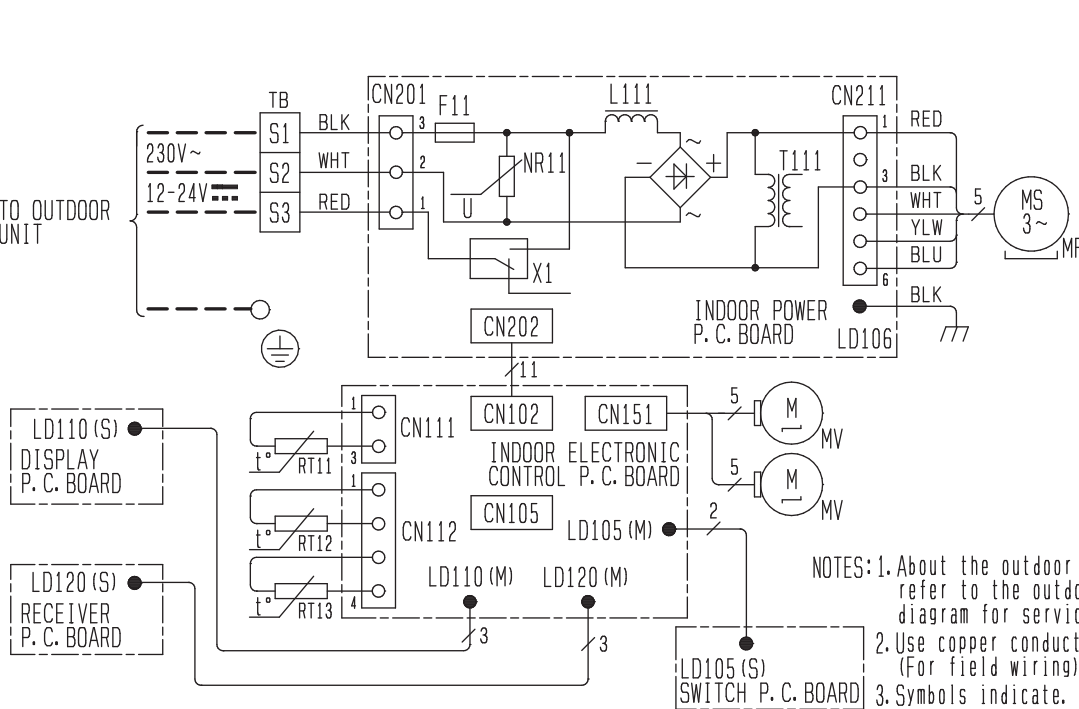 CN201
F11
L111
CN211
TB
S1
BLK
3
1
RED
230V~
S2
WHT
2
NR11
~
−
+
T111
3
BLK
12-24V
S3
RED
1
U
~
WHT
5
MS
3~
TO OUTDOOR
UNIT
YLW
X1
BLU
6
BLK
CN202
INDOOR POWER
P.C.BOARD
LD106
11
CN102
CN151
5
M
MV
1
CN111
3
LD110(S)
DISPLAY
P.C.BOARD
t°
RT11
INDOOR ELECTRONIC
CONTROL P.C.BOARD
5
M
MV
1
CN105
CN112
t°
RT12
LD105(M)
2
LD110(M)
LD120(M)
4
t°
RT13
LD120(S)
RECEIVER
P.C.BOARD
3
3
LD105(S)
SWITCH P.C.BOARD
NOTES:1.About the outdoor
refer to the
diagram for
2.Use copper
(For field wiring)
3.Symbols indicate.